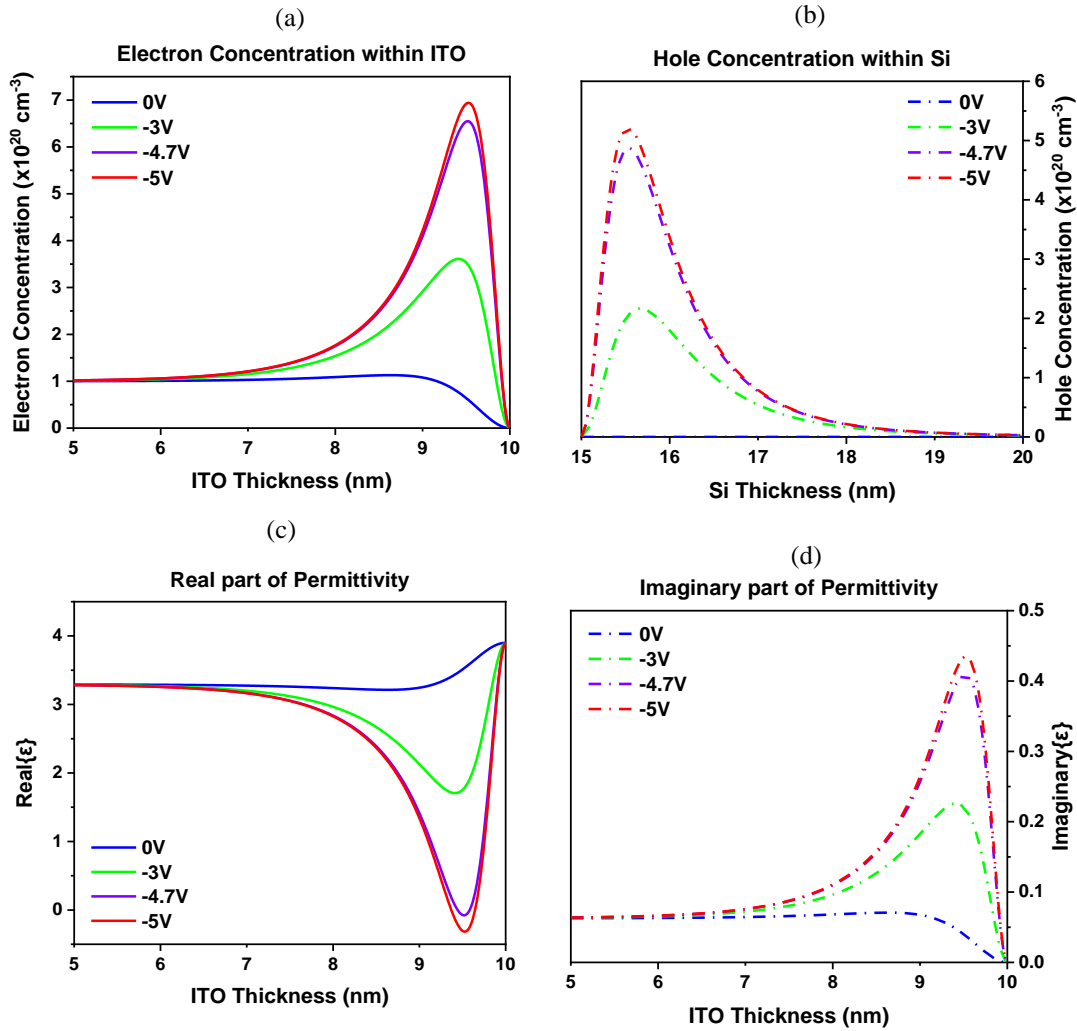 (a)
Electron Concentration within ITO
Electron Concentration (x10²⁰ cm⁻³)
7
6
5
4
3
2
1
0
0V
-3V
-4.7V
-5V
5 6 7 8 9 10
ITO Thickness (nm)
(b)
Hole Concentration within Si
0V
-3V
-4.7V
-5V
6
5
4
3
2
1
0
Hole Concentration (x10²⁰ cm⁻³)
15 16 17 18 19 20
Si Thickness (nm)
(c)
Real part of Permittivity
Real{ε}
4
3
2
1
0
0V
-3V
-4.7V
-5V
5 6 7 8 9 10
ITO Thickness (nm)
(d)
Imaginary part of Permittivity
0V
-3V
-4.7V
-5V
0.5
0.4
0.3
0.2
0.1
0.0
Imaginary{ε}
5 6 7 8 9 10
ITO Thickness (nm)